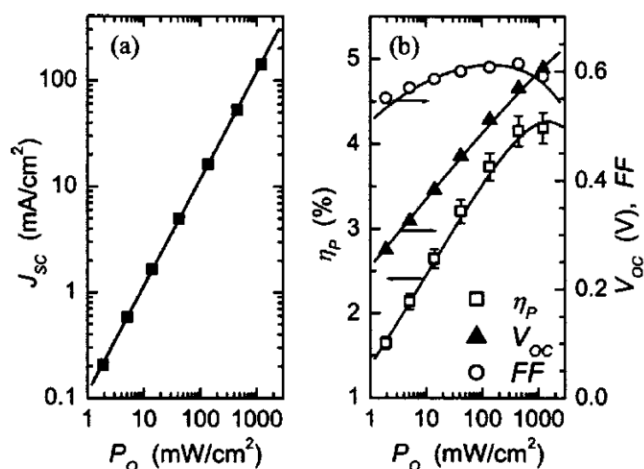 (a)
100
10
1
0.1
J_SC (mA/cm²)
1 10 100 1000
P_O (mW/cm²)
(b)
5
4
3
2
1
η_P (%)
0.6
0.4
0.2
0.0
V_OC (V), FF
η_P
V_OC
FF
1 10 100 1000
P_O (mW/cm²)